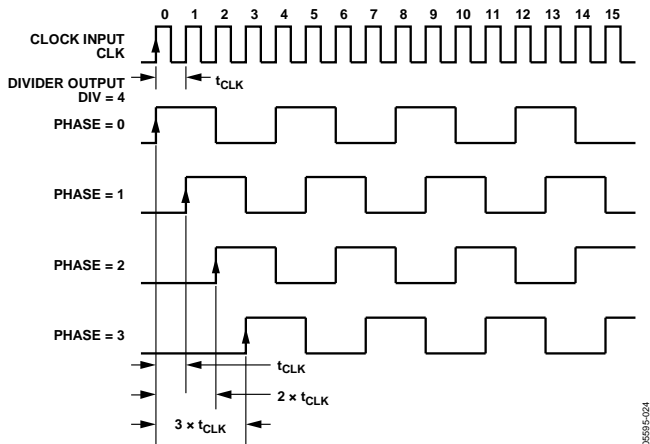 0 1 2 3 4 5 6 7 8 9 10 11 12 13 14 15
CLOCK INPUT
CLK
DIVIDER OUTPUT
DIV = 4
tCLK
PHASE = 0
PHASE = 1
PHASE = 2
PHASE = 3
tCLK
2 × tCLK
3 × tCLK
05595-024